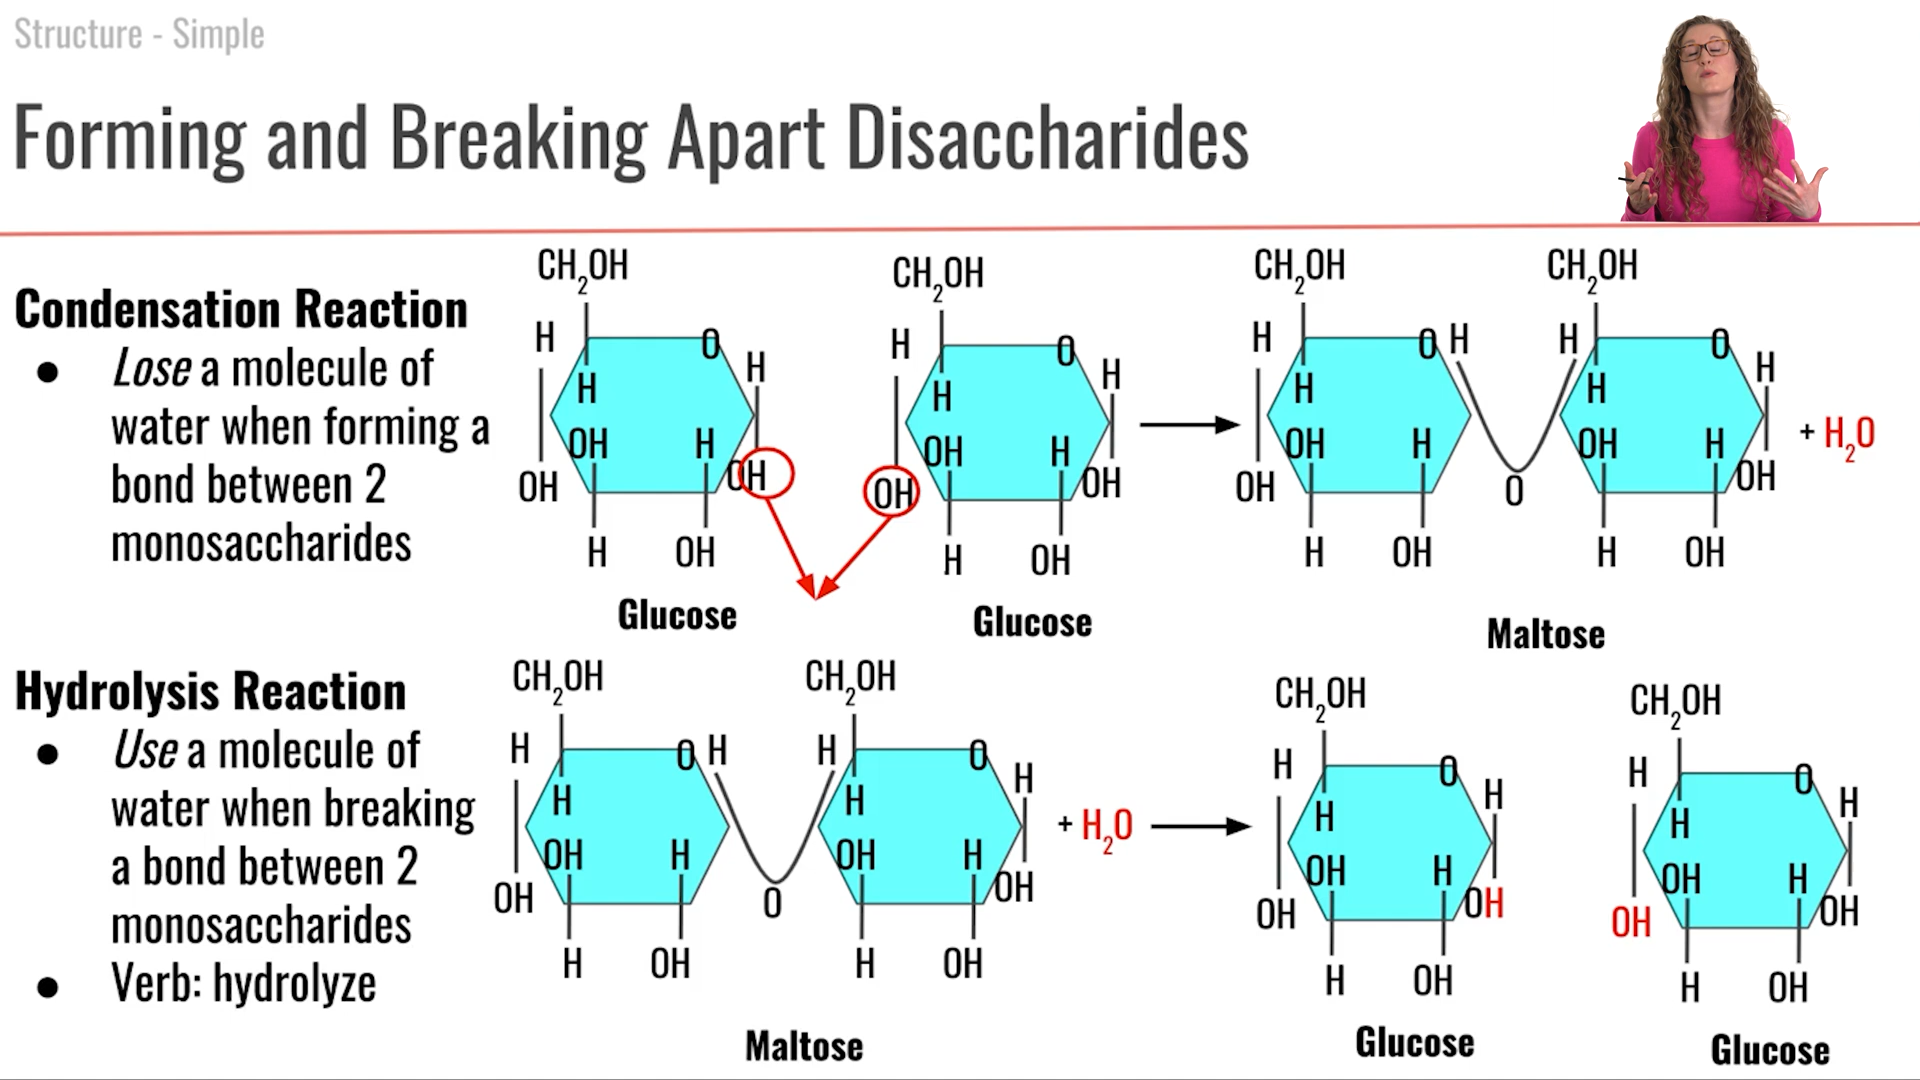 Structure - Simple
Forming and Breaking Apart Disaccharides
Condensation Reaction
● Lose a molecule of
water when forming a
bond between 2
monosaccharides
CH₂OH CH₂OH CH₂OH CH₂OH
H O H H O H H O H H O H
H H H H
OH H OH H OH H OH H + H₂O
OH OH OH OH OH O OH
H OH H OH H OH H OH
Glucose Glucose Maltose
Hydrolysis Reaction
● Use a molecule of
water when breaking
a bond between 2
monosaccharides
● Verb: hydrolyze
CH₂OH CH₂OH CH₂OH CH₂OH
H O H H O H H O H H O H
H H H H
OH H OH H + H₂O OH H OH H
OH O OH OH OH OH OH
H OH H OH H OH H OH
Maltose Glucose Glucose